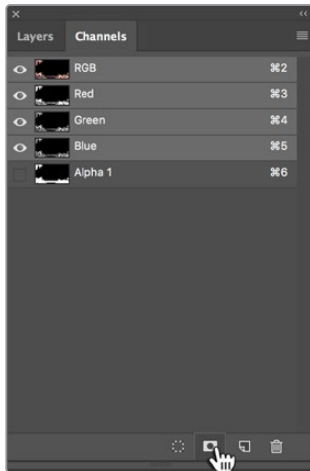 Layers Channels
RGB ⌘2
Red ⌘3
Green ⌘4
Blue ⌘5
Alpha 1 ⌘6